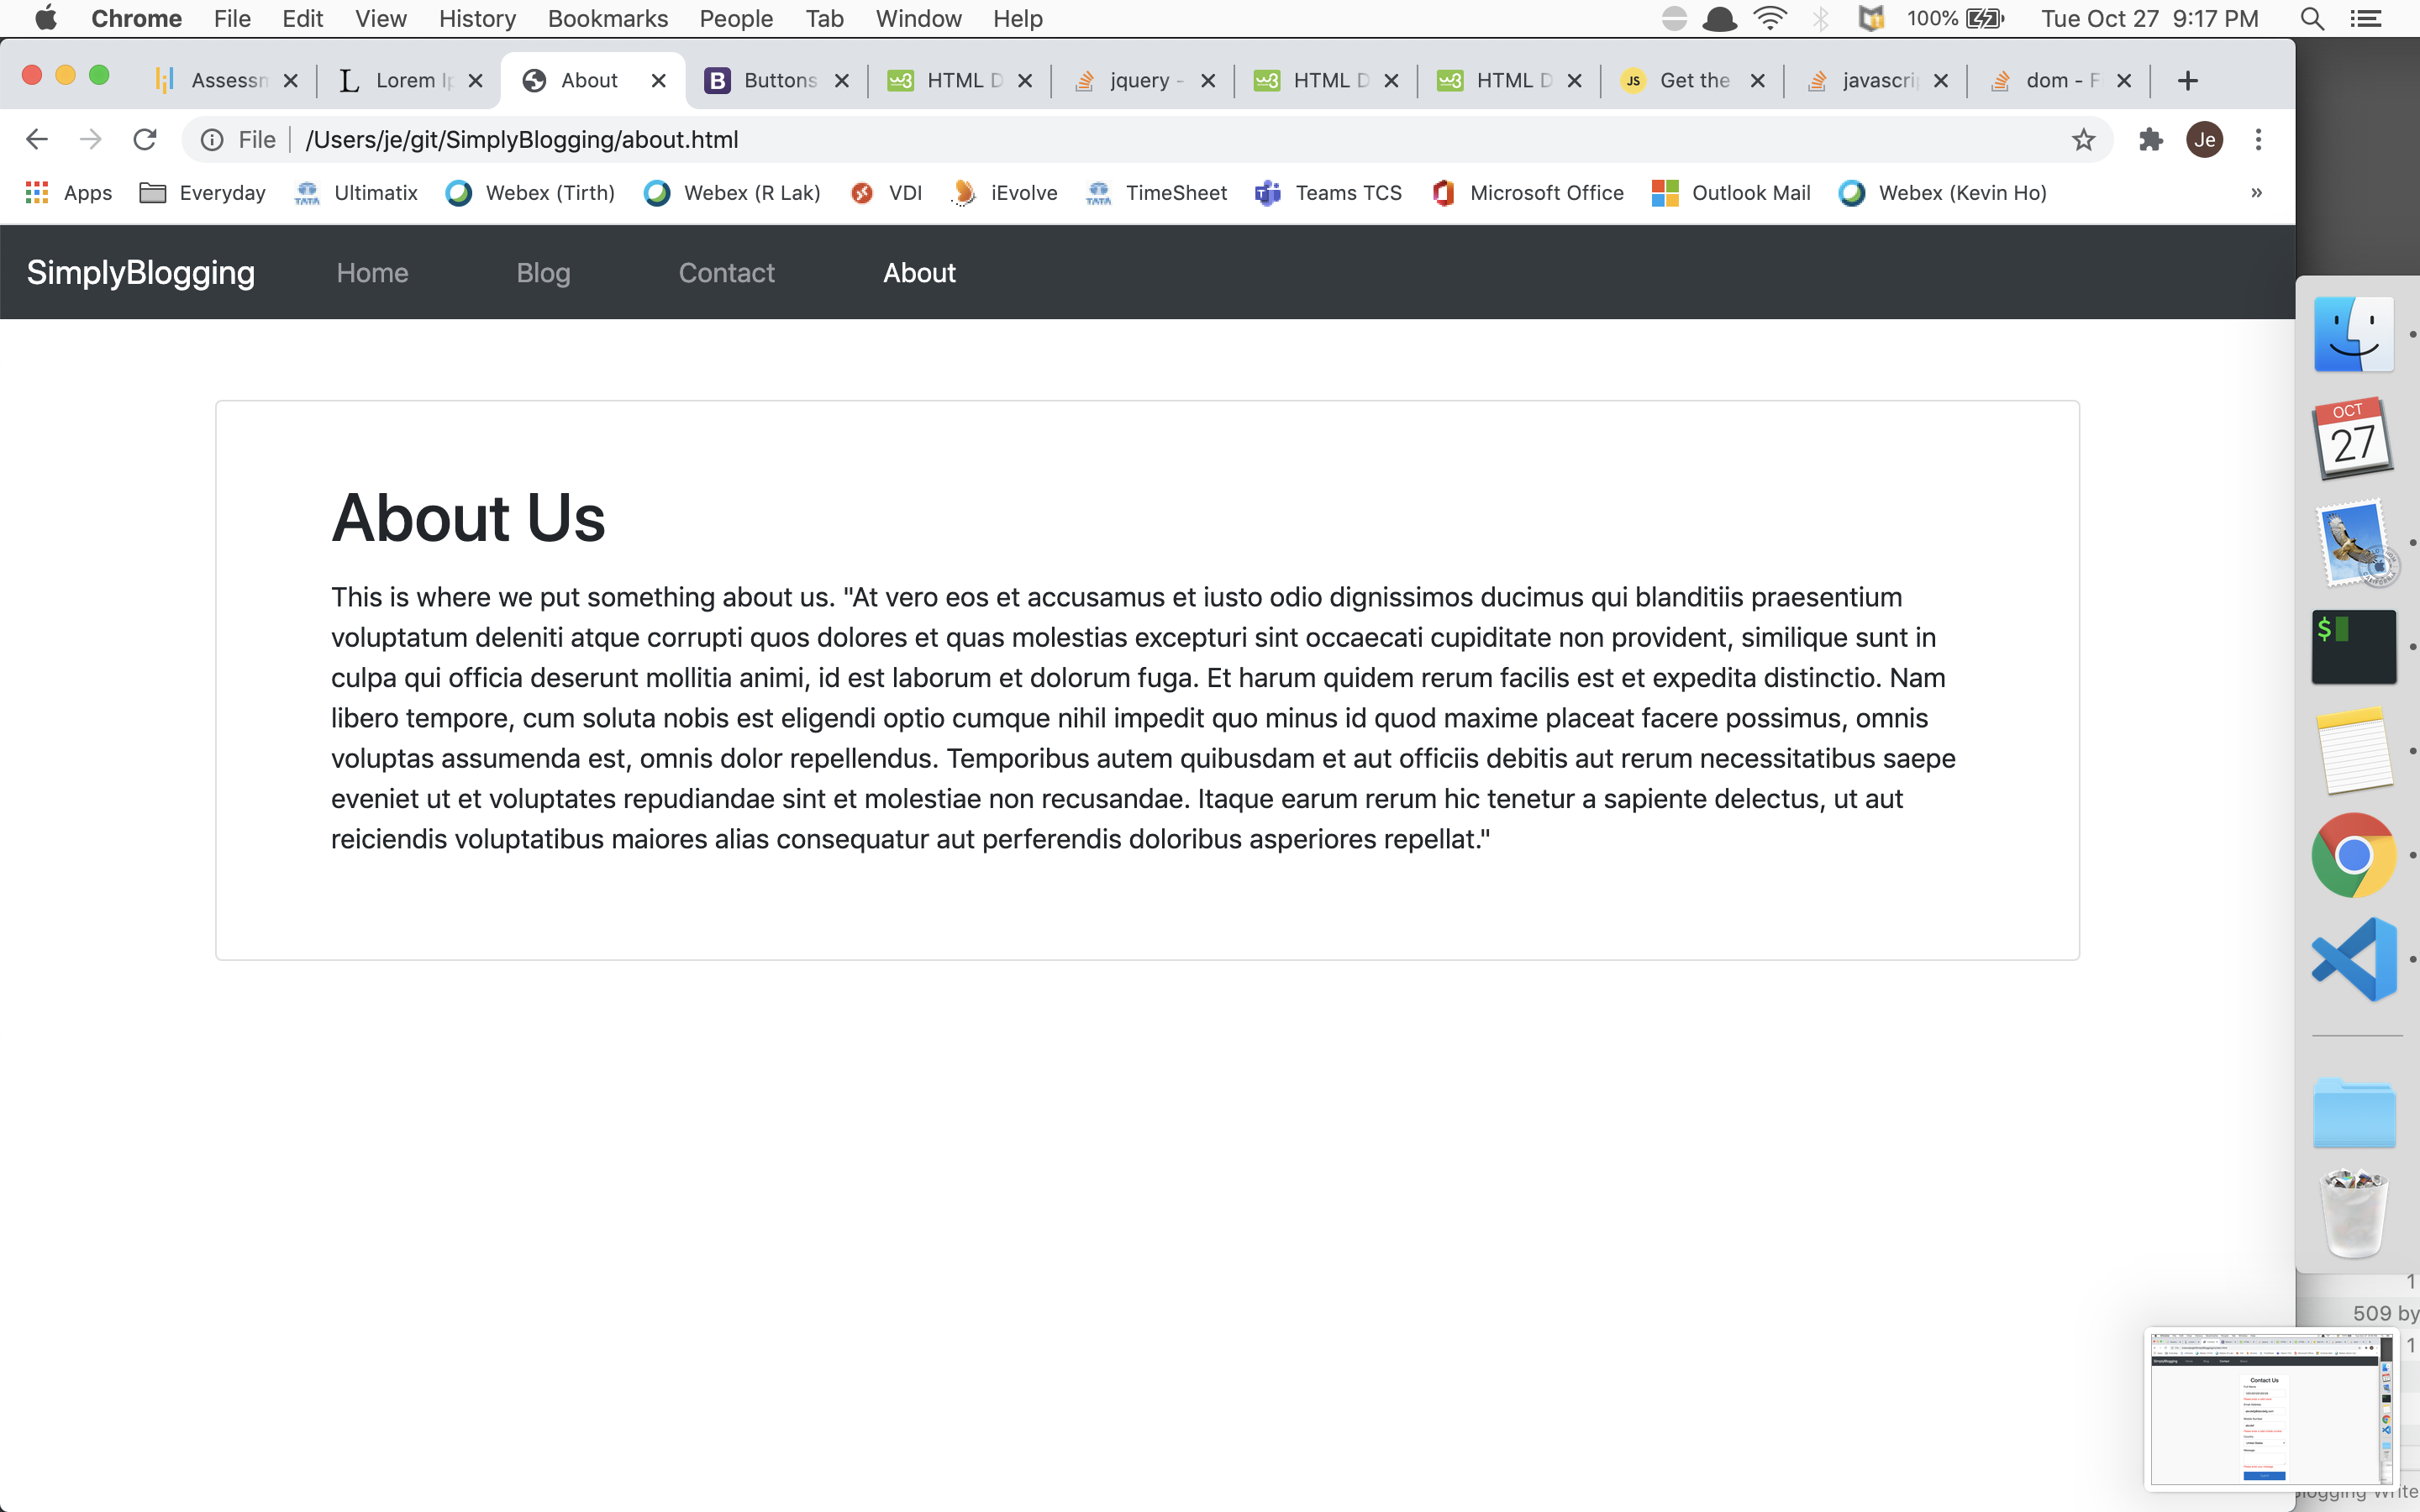 Chrome File Edit View History Bookmarks People Tab Window Help 100% Tue Oct 27 9:17 PM
Assessm L Lorem Ip About B Buttons w3 HTML D jquery - w3 HTML D w3 HTML D JS Get the javascri dom - F
File /Users/je/git/SimplyBlogging/about.html Je
Apps Everyday TATA Ultimatix Webex (Tirth) Webex (R Lak) VDI iEvolve TATA TimeSheet Teams TCS Microsoft Office Outlook Mail Webex (Kevin Ho) »
SimplyBlogging Home Blog Contact About
About Us
This is where we put something about us. "At vero eos et accusamus et iusto odio dignissimos ducimus qui blanditiis praesentium
voluptatum deleniti atque corrupti quos dolores et quas molestias excepturi sint occaecati cupiditate non provident, similique sunt in
culpa qui officia deserunt mollitia animi, id est laborum et dolorum fuga. Et harum quidem rerum facilis est et expedita distinctio. Nam
libero tempore, cum soluta nobis est eligendi optio cumque nihil impedit quo minus id quod maxime placeat facere possimus, omnis
voluptas assumenda est, omnis dolor repellendus. Temporibus autem quibusdam et aut officiis debitis aut rerum necessitatibus saepe
eveniet ut et voluptates repudiandae sint et molestiae non recusandae. Itaque earum rerum hic tenetur a sapiente delectus, ut aut
reiciendis voluptatibus maiores alias consequatur aut perferendis doloribus asperiores repellat."
OCT
27
$
1
509 by
1
SimplyBlogging
Contact Us